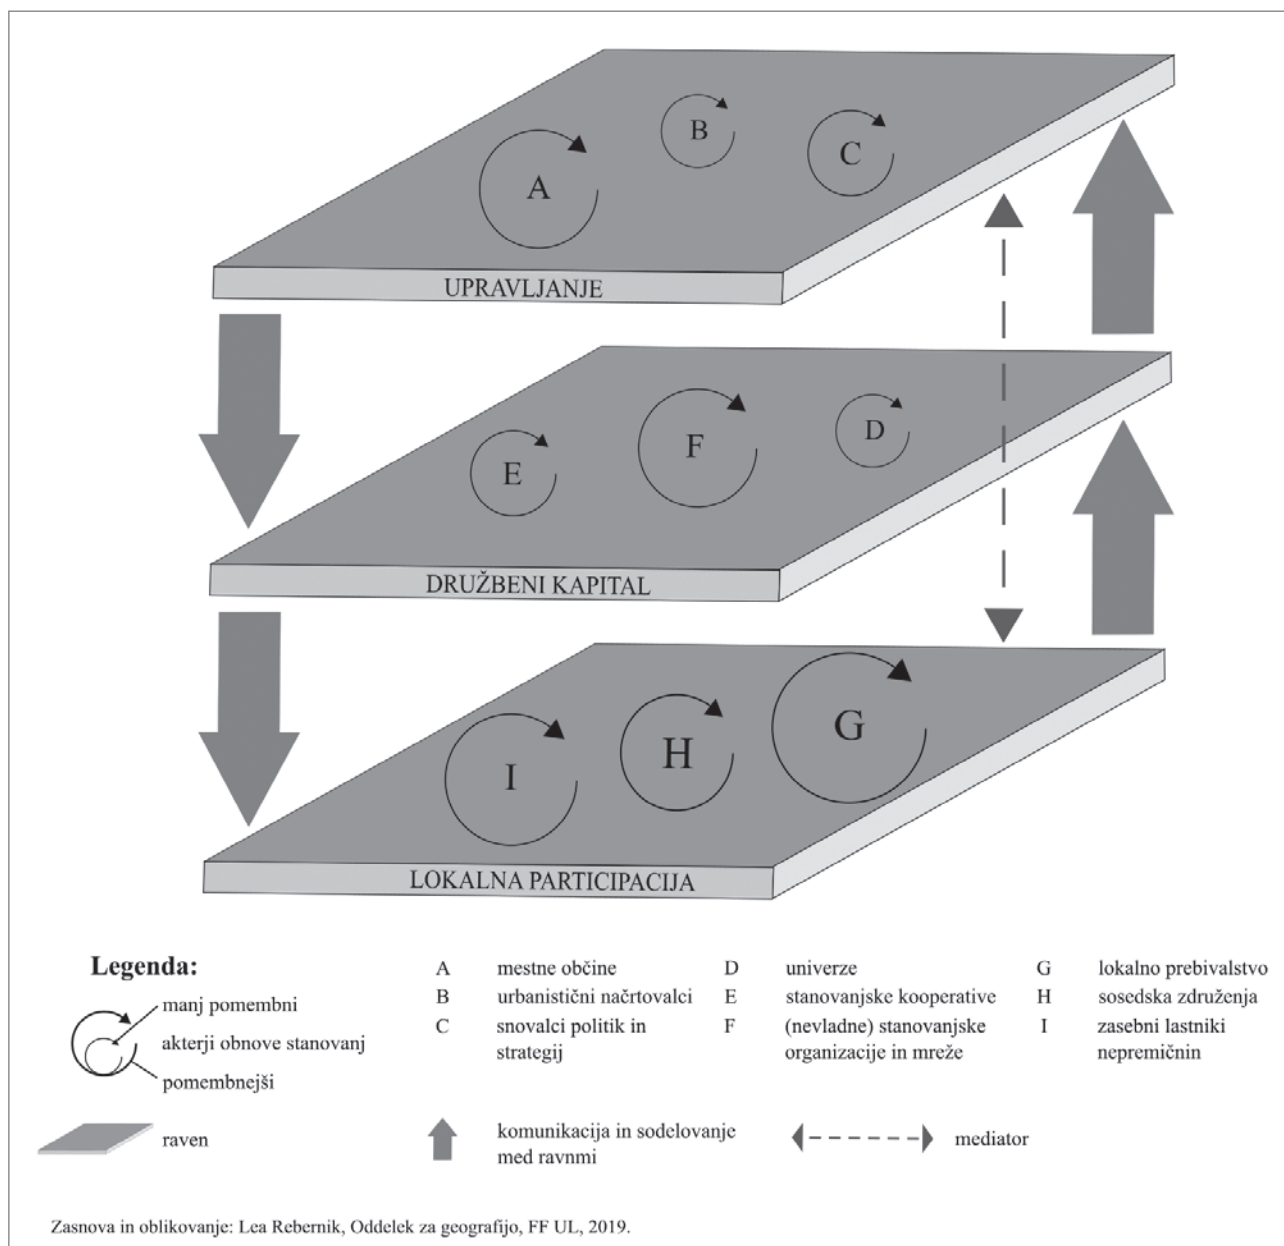 B
C
A
UPRAVLJANJE
F
D
E
DRUŽBENI KAPITAL
G
H
I
LOKALNA PARTICIPACIJA
Legenda:
manj pomembni
akterji obnove stanovanj
pomembnejši
raven
A mestne občine
B urbanistični načrtovalci
C snovalci politik in
strategij
D univerze
E stanovanjske kooperative
F (nevladne) stanovanjske
organizacije in mreže
G lokalno prebivalstvo
H sosedska združenja
I zasebni lastniki
nepremičnin
komunikacija in sodelovanje
med ravnmi
mediator
Zasnova in oblikovanje: Lea Rebernik, Oddelek za geografijo, FF UL, 2019.